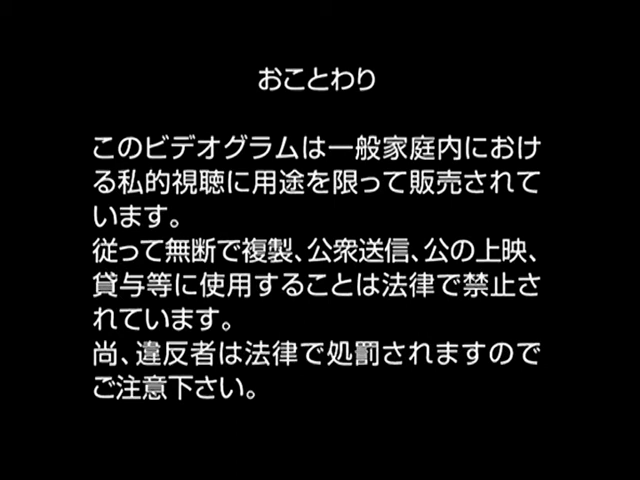 おことわり
このビデオグラムは一般家庭内におけ
る私的視聴に用途を限って販売されて
います。
従って無断で複製、公衆送信、公の上映、
貸与等に使用することは法律で禁止さ
れています。
尚、違反者は法律で処罰されますので
ご注意下さい。